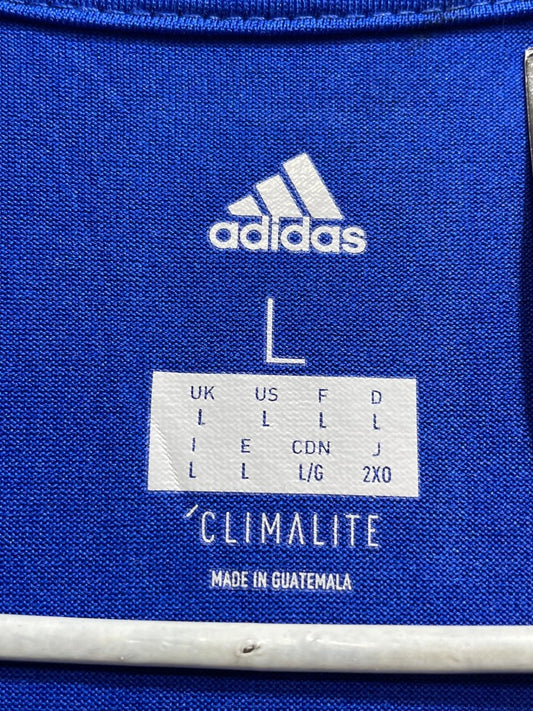 adidas
L
UK US F D
L L L L
I E CDN J
L L L/G 2XO
´CLIMALITE
MADE IN GUATEMALA